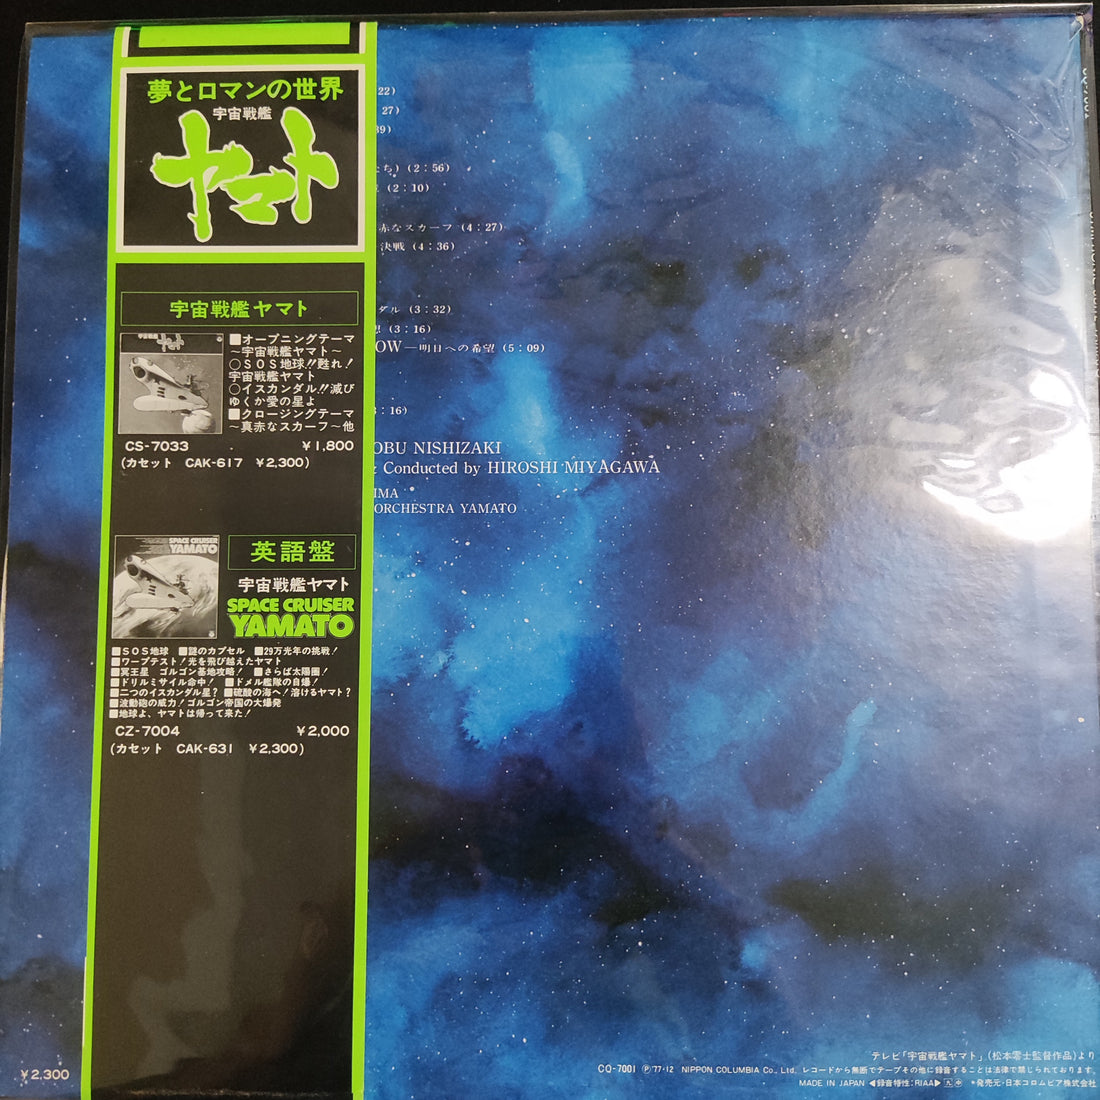 夢とロマンの世界
宇宙戦艦
ヤマト
宇宙戦艦ヤマト
■オープニングテーマ
〜宇宙戦艦ヤマト〜
○SOS地球!!甦れ!
宇宙戦艦ヤマト
○イスカンダル!!滅び
ゆくか愛の星よ
■クロージングテーマ
〜真赤なスカーフ〜他
CS-7033 ¥1,800
(カセット CAK-617 ¥2,300)
SPACE CRUISER
YAMATO
英語盤
宇宙戦艦ヤマト
SPACE CRUISER
YAMATO
■SOS地球 ■謎のカプセル ■29万光年の挑戦!
■ワープテスト!光を飛び越えたヤマト
■冥王星 ゴルゴン基地攻略! ■さらば太陽圏!
■ドリルミサイル命中! ■ドメル艦隊の自爆!
■二つのイスカンダル星? ■硫酸の海へ!溶けるヤマト?
■波動砲の威力!ゴルゴン帝国の大爆発
■地球よ、ヤマトは帰って来た!
CZ-7004 ¥2,000
(カセット CAK-631 ¥2,300)
22)
27)
39)
ち) (2:56)
(2:10)
赤なスカーフ (4:27)
決戦 (4:36)
ダル (3:32)
(3:16)
OW—明日への希望 (5:09)
3:16)
OBU NISHIZAKI
& Conducted by HIROSHI MIYAGAWA
IMA
ORCHESTRA YAMATO
¥2,300
テレビ「宇宙戦艦ヤマト」(松本零士監督作品)より
CQ-7001 Ⓟ'77・12 NIPPON COLUMBIA Co., Ltd. レコードから無断でテープその他に録音することは法律で禁じられております。
MADE IN JAPAN ◀録音特性:RIAA▶ *発売元・日本コロムビア株式会社